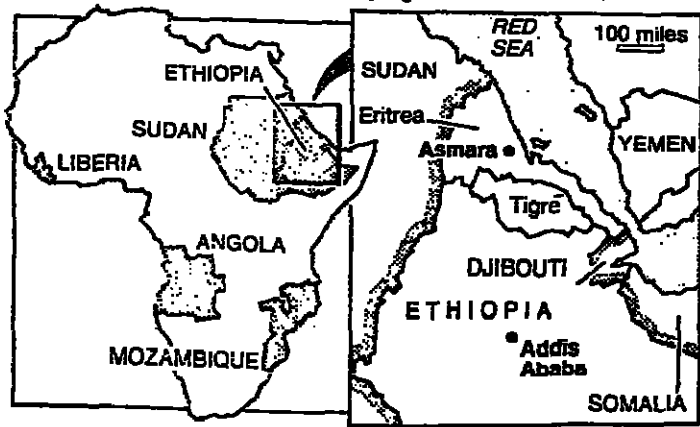 ETHIOPIA
SUDAN
LIBERIA
ANGOLA
MOZAMBIQUE
RED
SEA
100 miles
SUDAN
Eritrea
YEMEN
Asmara
Tigre
DJIBOUTI
ETHIOPIA
Addis
Ababa
SOMALIA